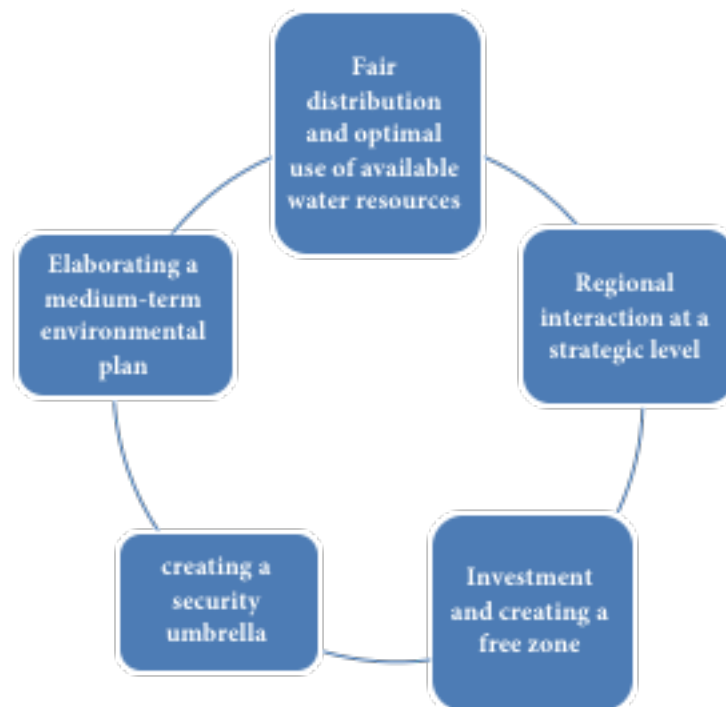 Fair
distribution
and optimal
use of available
water resources
Regional
interaction at a
strategic level
Investment
and creating a
free zone
creating a
security
umbrella
Elaborating a
medium-term
environmental
plan